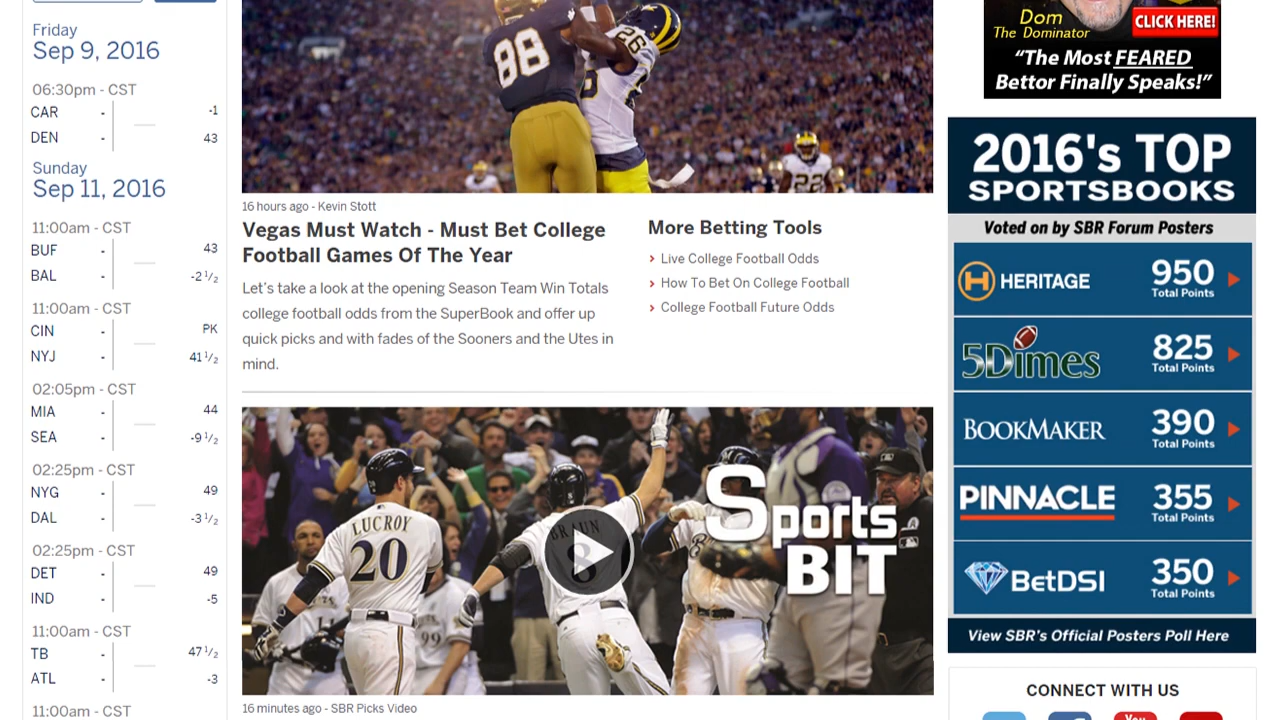 Friday
Sep 9, 2016
06:30pm - CST
CAR - -1
DEN - 43
Sunday
Sep 11, 2016
11:00am - CST
BUF - 43
BAL - -2 1/2
11:00am - CST
CIN - PK
NYJ - 41 1/2
02:05pm - CST
MIA - 44
SEA - -9 1/2
02:25pm - CST
NYG - 49
DAL - -3 1/2
02:25pm - CST
DET - 49
IND - -5
11:00am - CST
TB - 47 1/2
ATL - -3
11:00am - CST
88
26
22
16 hours ago - Kevin Stott
Vegas Must Watch - Must Bet College
Football Games Of The Year
Let's take a look at the opening Season Team Win Totals
college football odds from the SuperBook and offer up
quick picks and with fades of the Sooners and the Utes in
mind.
More Betting Tools
› Live College Football Odds
› How To Bet On College Football
› College Football Future Odds
LUCROY
20
BRAUN
8
99
Sports
BIT
16 minutes ago - SBR Picks Video
Dom
The Dominator
CLICK HERE!
“The Most FEARED
Bettor Finally Speaks!”
2016's TOP
SPORTSBOOKS
Voted on by SBR Forum Posters
H HERITAGE 950
Total Points
5Dimes 825
Total Points
BOOKMAKER 390
Total Points
PINNACLE 355
Total Points
BetDSI 350
Total Points
View SBR's Official Posters Poll Here
CONNECT WITH US
You